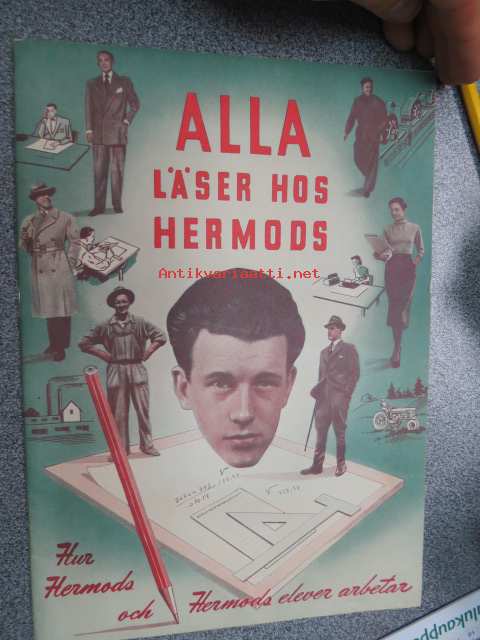 ALLA
LÄSER HOS
HERMODS
Antikvariaatti.net
Hur
Hermods
och Hermods elever arbetar